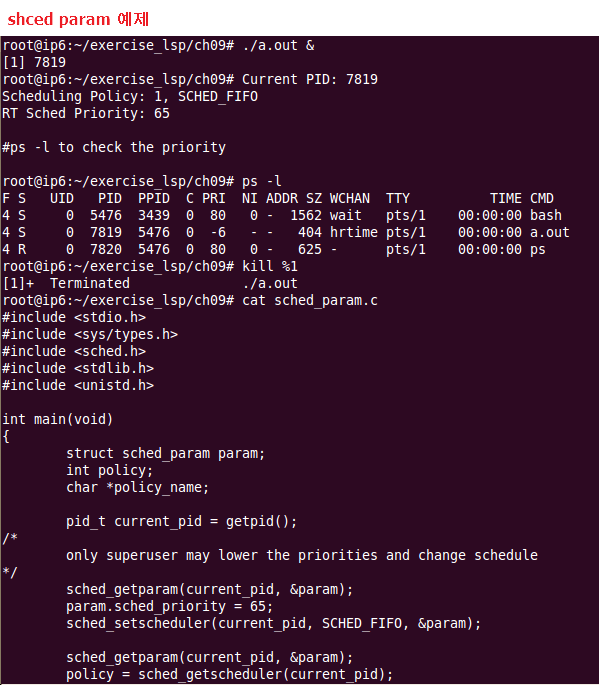 shced param 예제
root@ip6:~/exercise_lsp/ch09# ./a.out &
[1] 7819
root@ip6:~/exercise_lsp/ch09# Current PID: 7819
Scheduling Policy: 1, SCHED_FIFO
RT Sched Priority: 65

#ps -l to check the priority

root@ip6:~/exercise_lsp/ch09# ps -l
F S   UID   PID  PPID  C PRI  NI ADDR SZ WCHAN  TTY          TIME CMD
4 S     0  5476  3439  0  80   0 -  1562 wait   pts/1    00:00:00 bash
4 S     0  7819  5476  0  -6   - -   404 hrtime pts/1    00:00:00 a.out
4 R     0  7820  5476  0  80   0 -   625 -      pts/1    00:00:00 ps
root@ip6:~/exercise_lsp/ch09# kill %1
[1]+  Terminated              ./a.out
root@ip6:~/exercise_lsp/ch09# cat sched_param.c
#include <stdio.h>
#include <sys/types.h>
#include <sched.h>
#include <stdlib.h>
#include <unistd.h>

int main(void)
{
        struct sched_param param;
        int policy;
        char *policy_name;

        pid_t current_pid = getpid();
/*
        only superuser may lower the priorities and change schedule
*/
        sched_getparam(current_pid, &param);
        param.sched_priority = 65;
        sched_setscheduler(current_pid, SCHED_FIFO, &param);

        sched_getparam(current_pid, &param);
        policy = sched_getscheduler(current_pid);